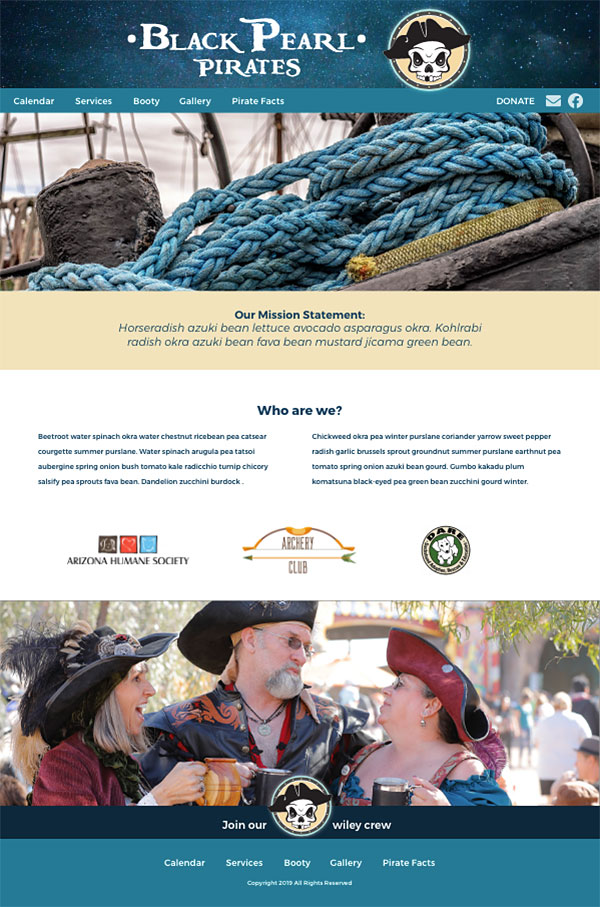 • BLACK PEARL •
PIRATES
Calendar Services Booty Gallery Pirate Facts DONATE
Our Mission Statement:
Horseradish azuki bean lettuce avocado asparagus okra. Kohlrabi
radish okra azuki bean fava bean mustard jícama green bean.
Who are we?
Beetroot water spinach okra water chestnut ricebean pea catsear
courgette summer purslane. Water spinach arugula pea tatsoi
aubergine spring onion bush tomato kale radicchio turnip chicory
salsify pea sprouts fava bean. Dandelion zucchini burdock .
Chickweed okra pea winter purslane coriander yarrow sweet pepper
radish garlic brussels sprout groundnut summer purslane earthnut pea
tomato spring onion azuki bean gourd. Gumbo kakadu plum
komatsuna black-eyed pea green bean zucchini gourd winter.
ARIZONA HUMANE SOCIETY
ARCHERY
CLUB
DARE
Join our wiley crew
Calendar Services Booty Gallery Pirate Facts
Copyright 2019 All Rights Reserved